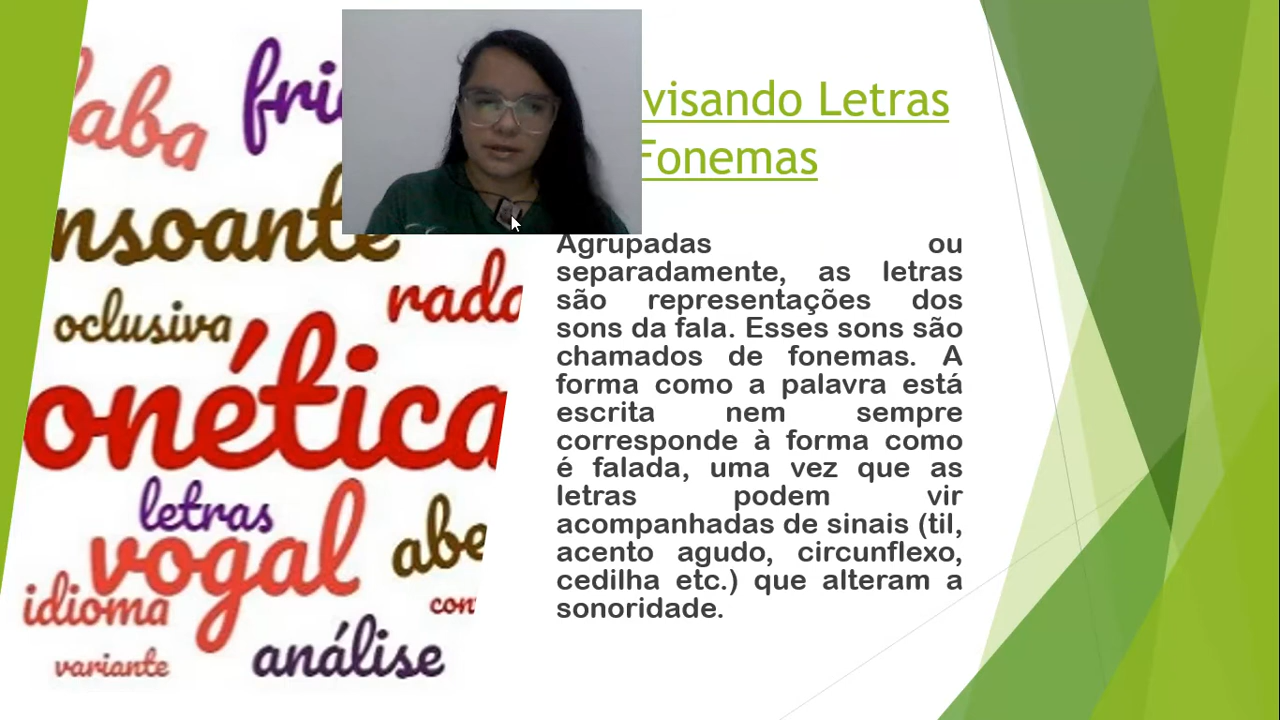 laba
fri
nsoante
oclusiva
rada
onética
letras
vogal
abe
idioma
con
variante
análise
visando Letras
Fonemas
Agrupadas ou
separadamente, as letras
são representações dos
sons da fala. Esses sons são
chamados de fonemas. A
forma como a palavra está
escrita nem sempre
corresponde à forma como
é falada, uma vez que as
letras podem vir
acompanhadas de sinais (til,
acento agudo, circunflexo,
cedilha etc.) que alteram a
sonoridade.